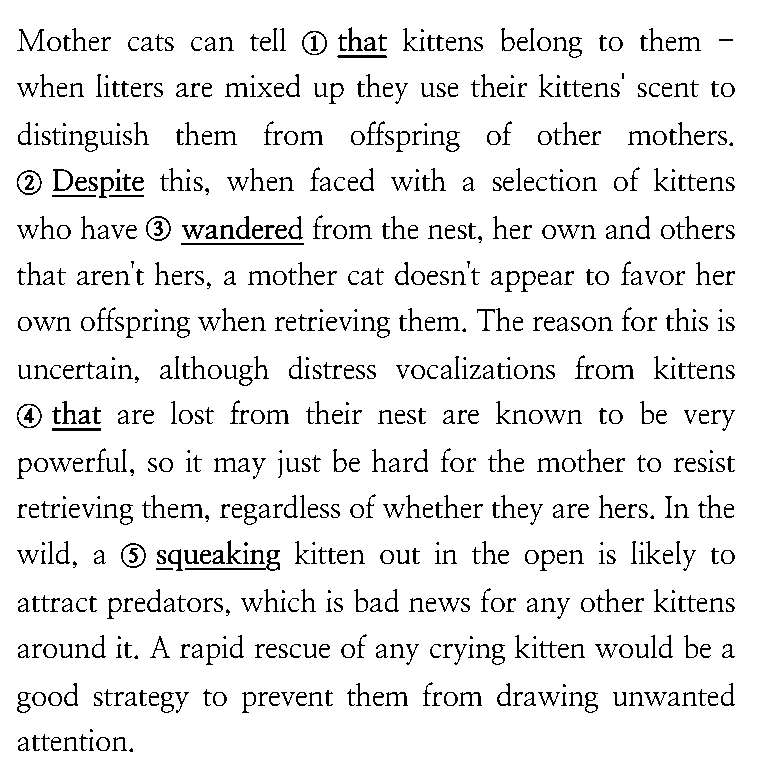 Mother cats can tell ① that kittens belong to them –
when litters are mixed up they use their kittens' scent to
distinguish them from offspring of other mothers.
② Despite this, when faced with a selection of kittens
who have ③ wandered from the nest, her own and others
that aren't hers, a mother cat doesn't appear to favor her
own offspring when retrieving them. The reason for this is
uncertain, although distress vocalizations from kittens
④ that are lost from their nest are known to be very
powerful, so it may just be hard for the mother to resist
retrieving them, regardless of whether they are hers. In the
wild, a ⑤ squeaking kitten out in the open is likely to
attract predators, which is bad news for any other kittens
around it. A rapid rescue of any crying kitten would be a
good strategy to prevent them from drawing unwanted
attention.